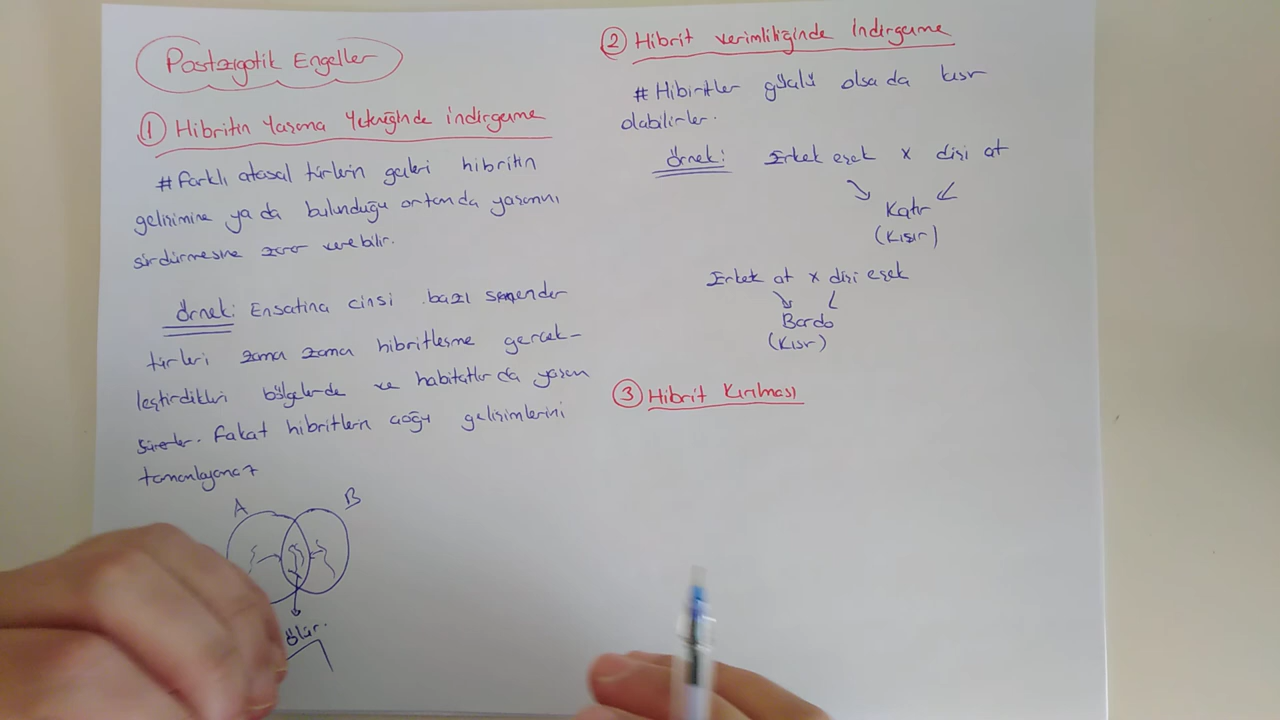 Postzigotik Engeller
① Hibritin Yaşama Yeteneğinde İndirgeme
# Farklı atasal türlerin genleri hibritin
gelişimine ya da bulunduğu ortamda yaşamını
sürdürmesine zarar verebilir.
Örnek: Ensatina cinsi bazı semender
türleri zaman zaman hibritleşme gerçek-
leştirdikleri bölgelerde ve habitatlarda yaşam
sürerler. Fakat hibritlerin çoğu gelişimlerini
tamamlayamaz
A B
ölür.
② Hibrit verimliliğinde İndirgeme
# Hibiritler güçlü olsa da kısır
olabilirler.
Örnek: Erkek eşek x dişi at
Katır
(Kısır)
Erkek at x dişi eşek
Bardo
(Kısır)
③ Hibrit Kırılması